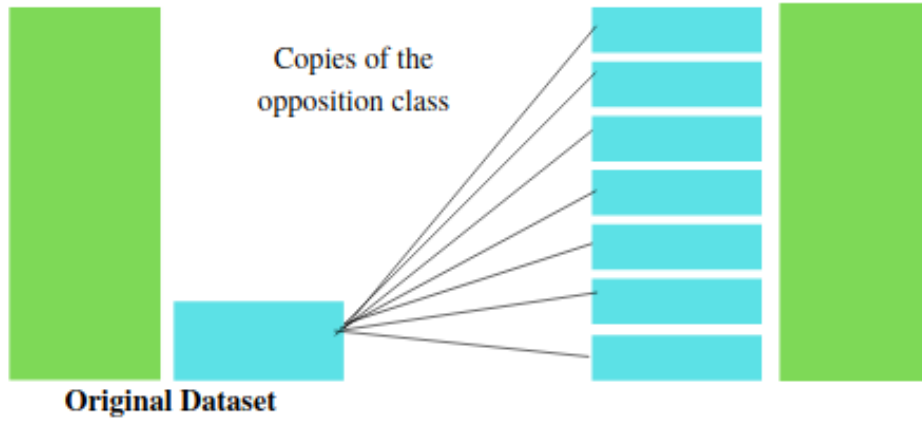 Copies of the
opposition class
Original Dataset